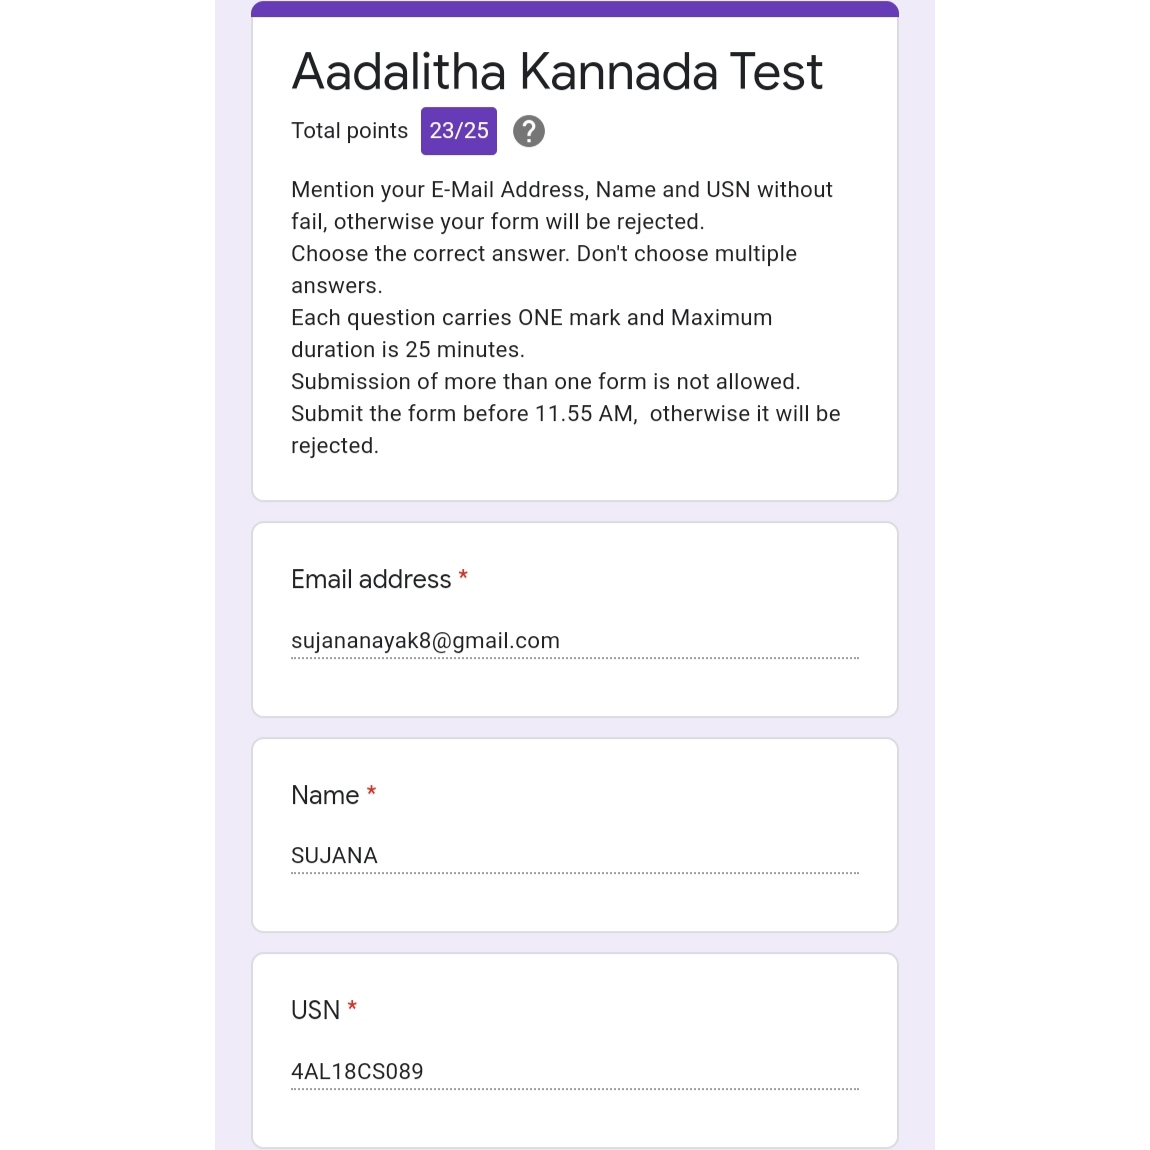 Aadalitha Kannada Test
Total points 23/25 ?
Mention your E-Mail Address, Name and USN without
fail, otherwise your form will be rejected.
Choose the correct answer. Don't choose multiple
answers.
Each question carries ONE mark and Maximum
duration is 25 minutes.
Submission of more than one form is not allowed.
Submit the form before 11.55 AM,  otherwise it will be
rejected.
Email address *
sujananayak8@gmail.com
Name *
SUJANA
USN *
4AL18CS089